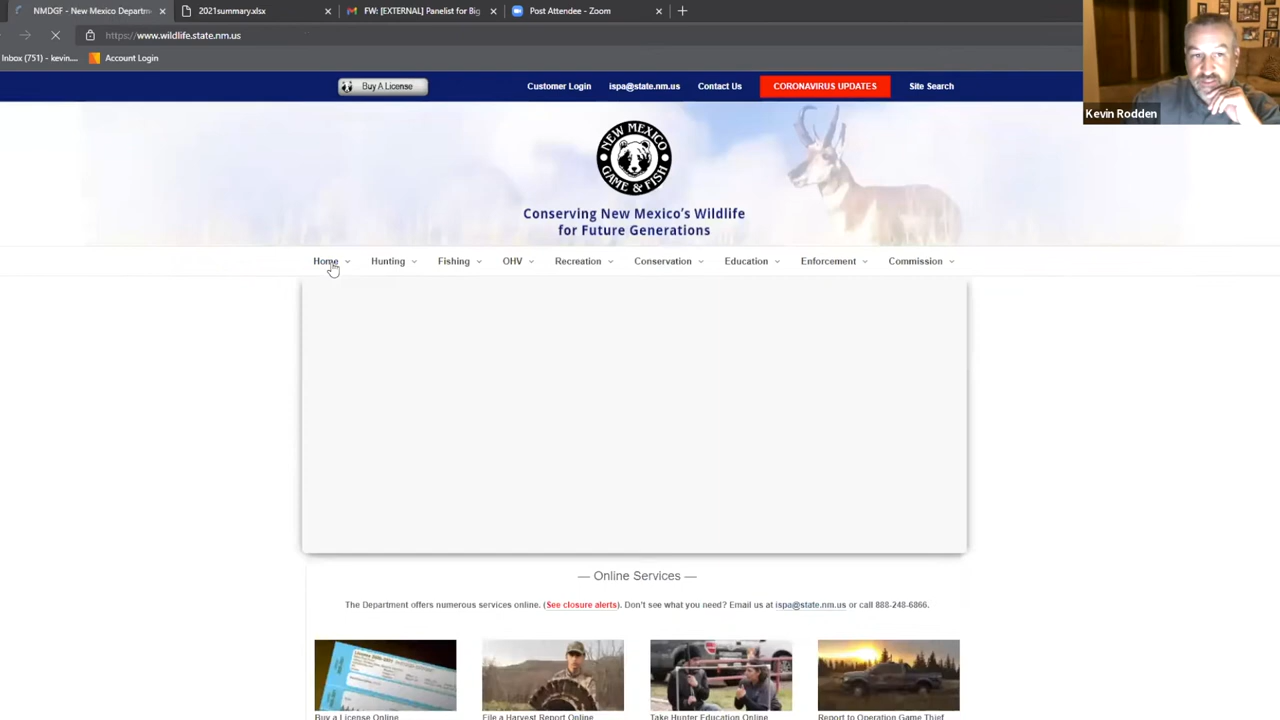 NMDGF - New Mexico Departm
2021summary.xlsx
FW: [EXTERNAL] Panelist for Big
Post Attendee - Zoom
https://www.wildlife.state.nm.us
Inbox (751) - kevin....
Account Login
Kevin Rodden
Buy A License
Customer Login
ispa@state.nm.us
Contact Us
CORONAVIRUS UPDATES
Site Search
NEW MEXICO
GAME & FISH
Conserving New Mexico's Wildlife
for Future Generations
Home
Hunting
Fishing
OHV
Recreation
Conservation
Education
Enforcement
Commission
— Online Services —
The Department offers numerous services online. (See closure alerts). Don't see what you need? Email us at ispa@state.nm.us or call 888-248-6866.
Buy a License Online
File a Harvest Report Online
Take Hunter Education Online
Report to Operation Game Thief